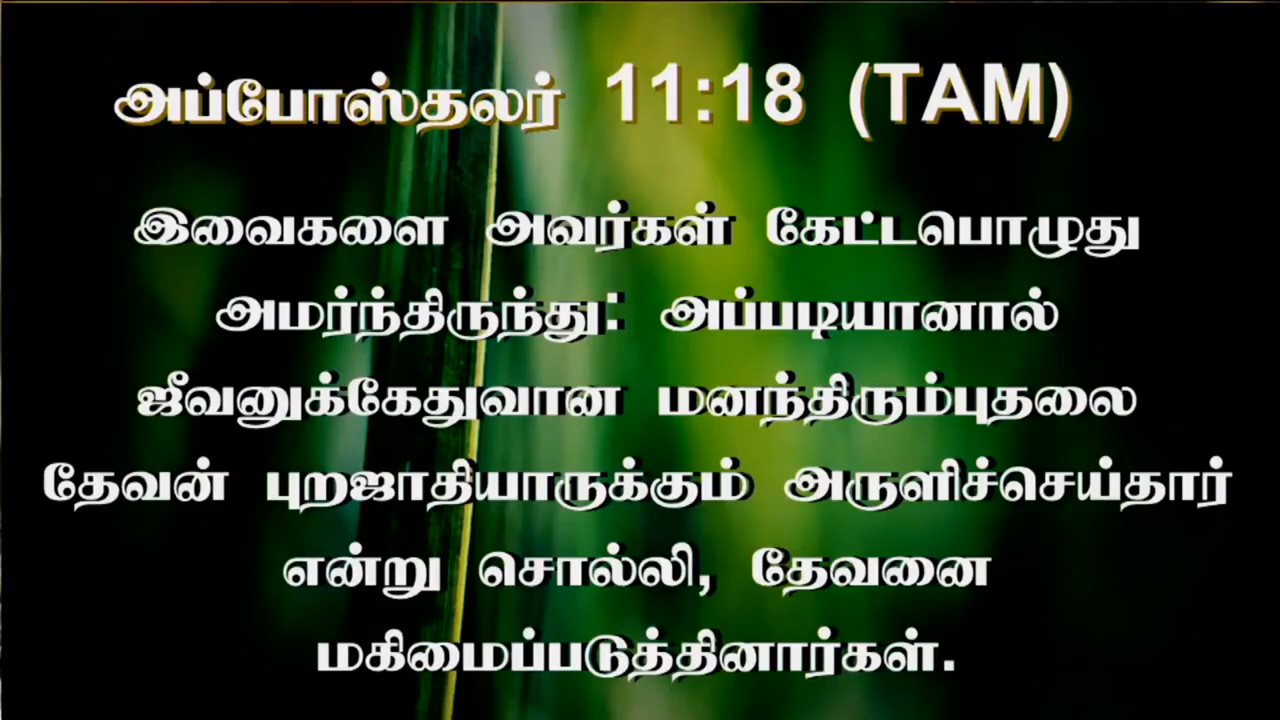 அப்போஸ்தலர் 11:18 (TAM)
இவைகளை அவர்கள் கேட்டபொழுது
அமர்ந்திருந்து: அப்படியானால்
ஜீவனுக்கேதுவான மனந்திரும்புதலை
தேவன் புறஜாதியாருக்கும் அருளிச்செய்தார்
என்று சொல்லி, தேவனை
மகிமைப்படுத்தினார்கள்.